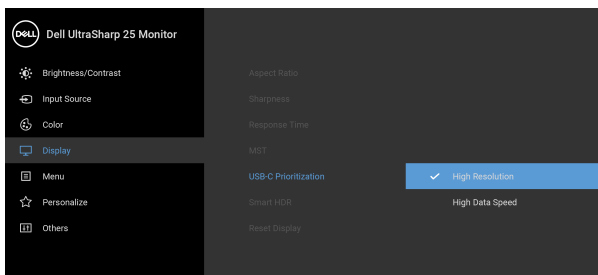 DELL
Dell UltraSharp 25 Monitor
Brightness/Contrast
Input Source
Color
Display
Menu
Personalize
Others
Aspect Ratio
Sharpness
Response Time
MST
USB-C Prioritization
Smart HDR
Reset Display
High Resolution
High Data Speed